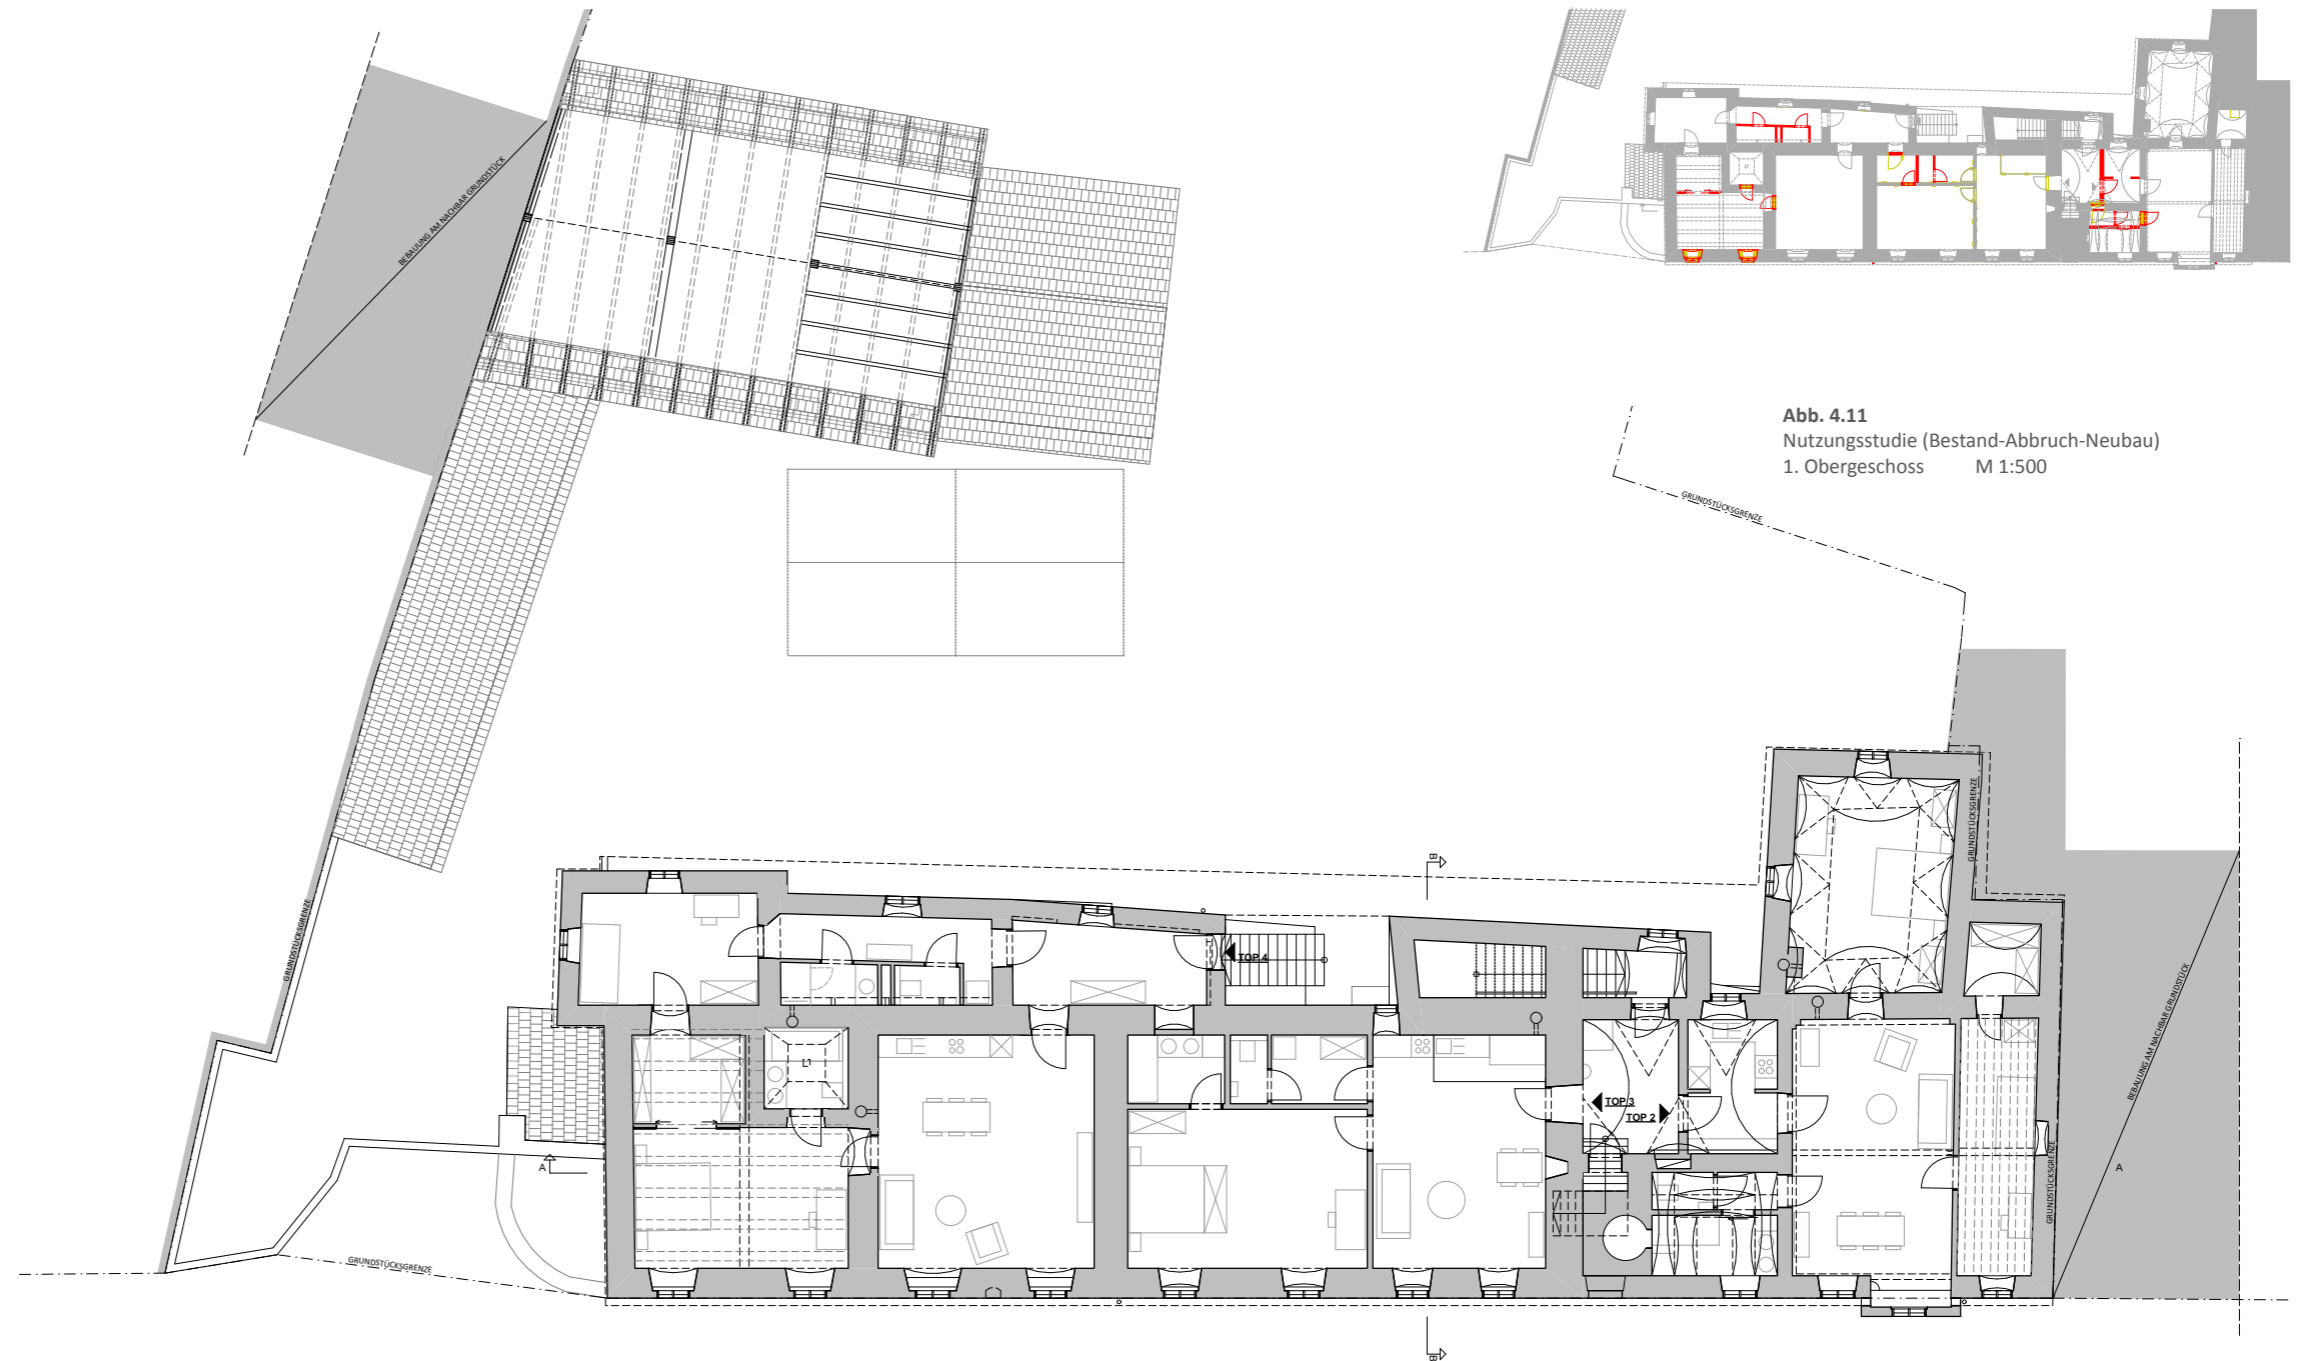 BEBAUUNG AM NACHBAR GRUNDSTÜCK
Abb. 4.11
Nutzungsstudie (Bestand-Abbruch-Neubau)
1. Obergeschoss M 1:500
GRUNDSTÜCKSGRENZE
GRUNDSTÜCKSGRENZE
B
GRUNDSTÜCKSGRENZE
TOP 4
BEBAUUNG AM NACHBAR GRUNDSTÜCK
TOP 3
TOP 2
A
A
GRUNDSTÜCKSGRENZE
GRUNDSTÜCKSGRENZE
B